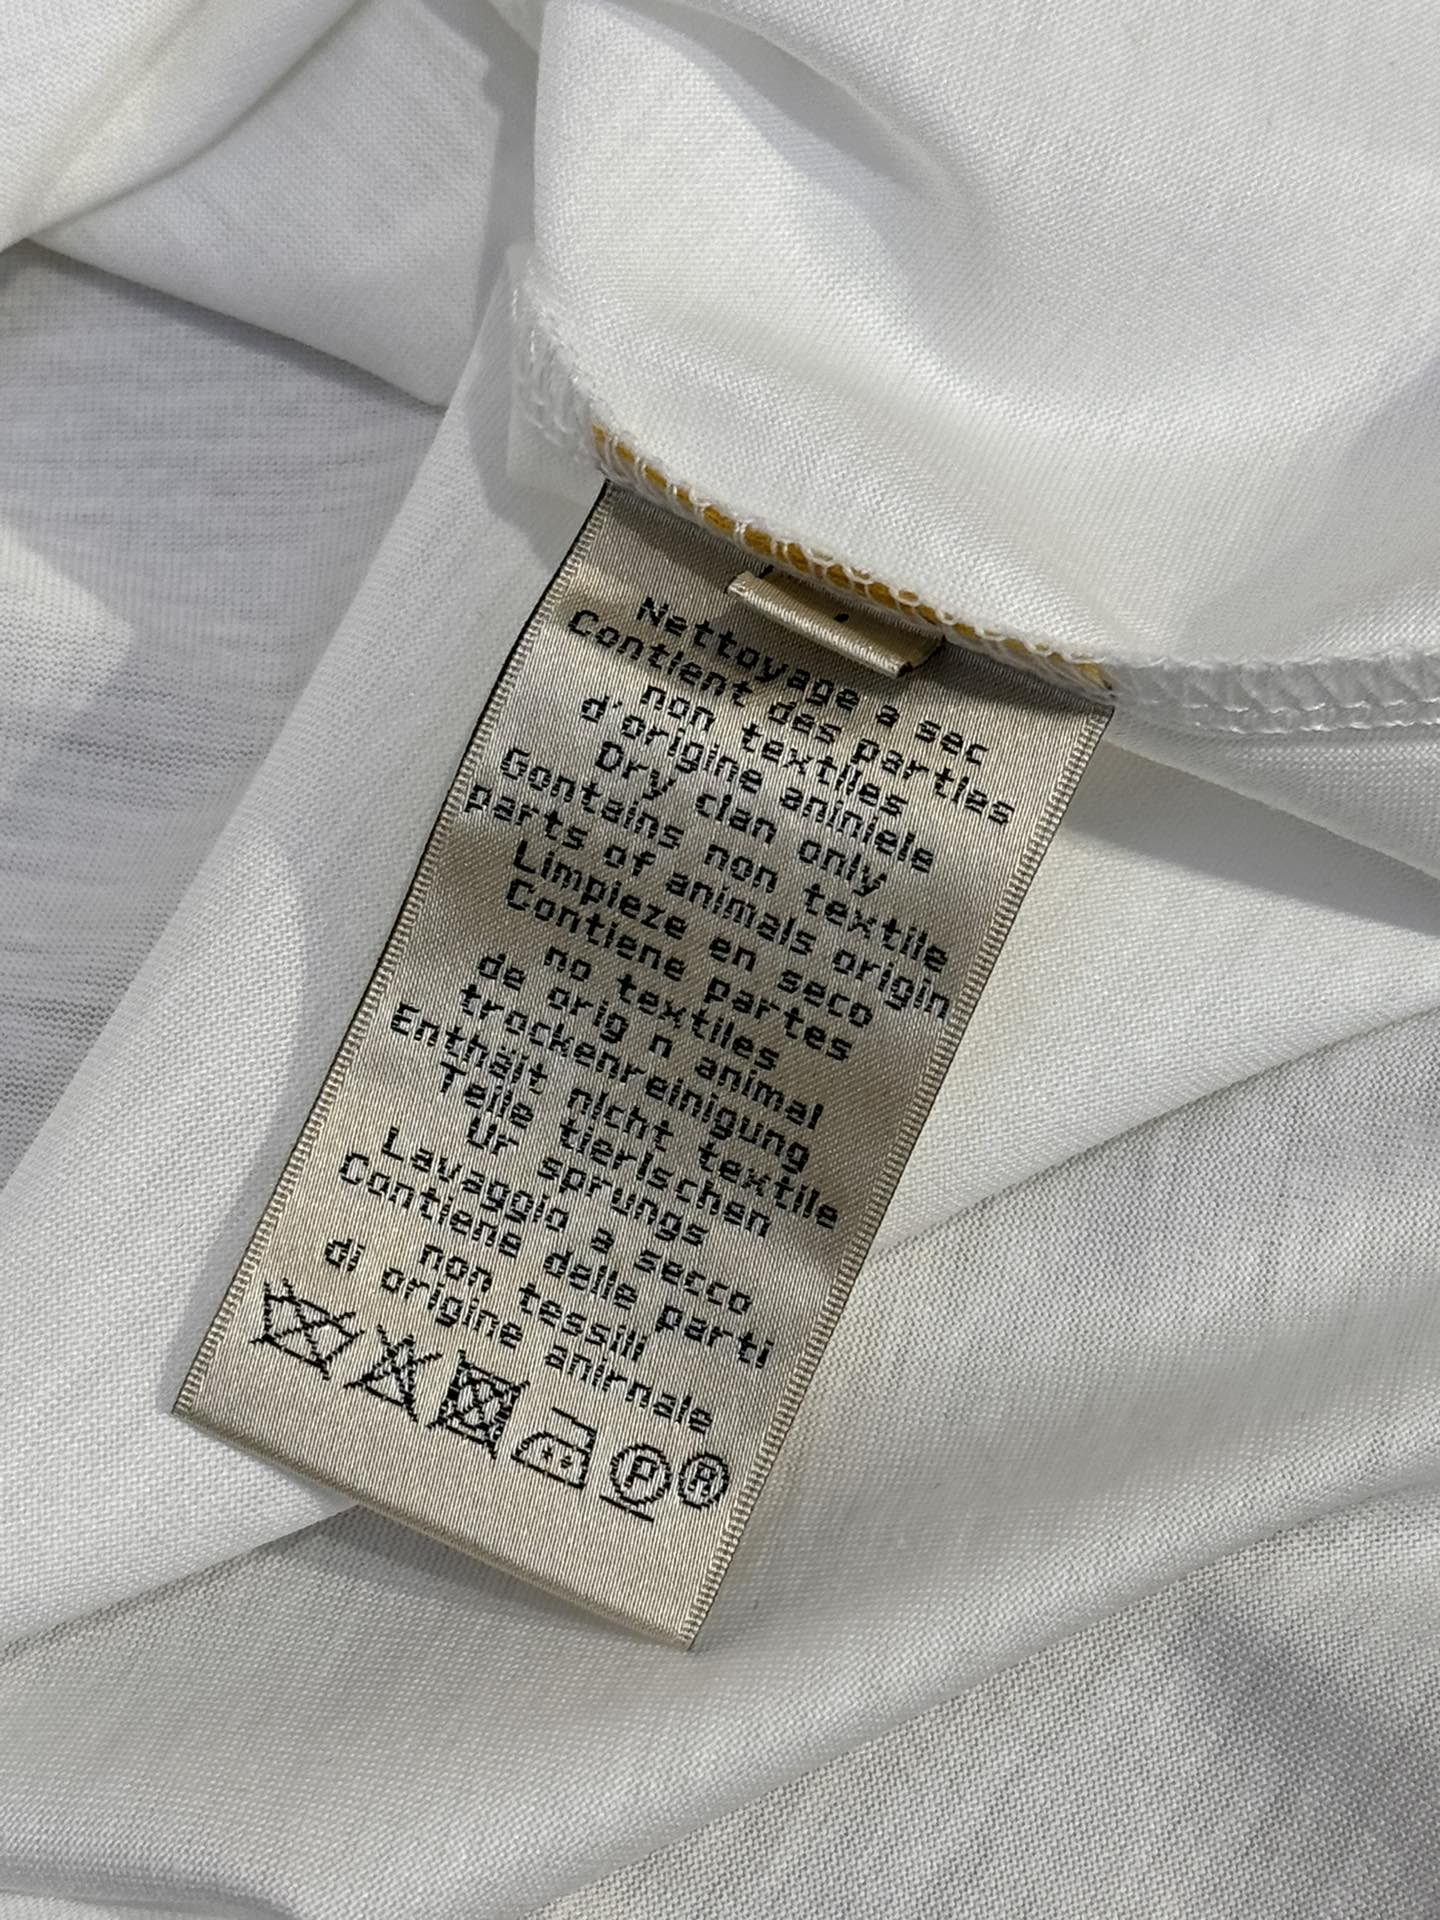 Nettoyage a sec
Contient des parties
non textiles
d'origine aniniele
Dry clan only
Gontains non textile
parts of animals origin
Limpieze en seco
Contiene partes
no textiles
de orig n animal
trockenreinigung
Enthait nicht textile
Teile tierlschen
Ur sprungs
Lavaggio a secco
Contiene delle parti
non tessili
di origine anirnale
P R